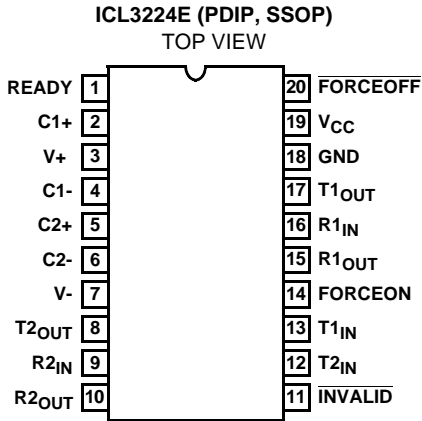 ICL3224E (PDIP, SSOP)
TOP VIEW
READY 1
C1+ 2
V+ 3
C1- 4
C2+ 5
C2- 6
V- 7
T2OUT 8
R2IN 9
R2OUT 10
20 FORCEOFF
19 VCC
18 GND
17 T1OUT
16 R1IN
15 R1OUT
14 FORCEON
13 T1IN
12 T2IN
11 INVALID